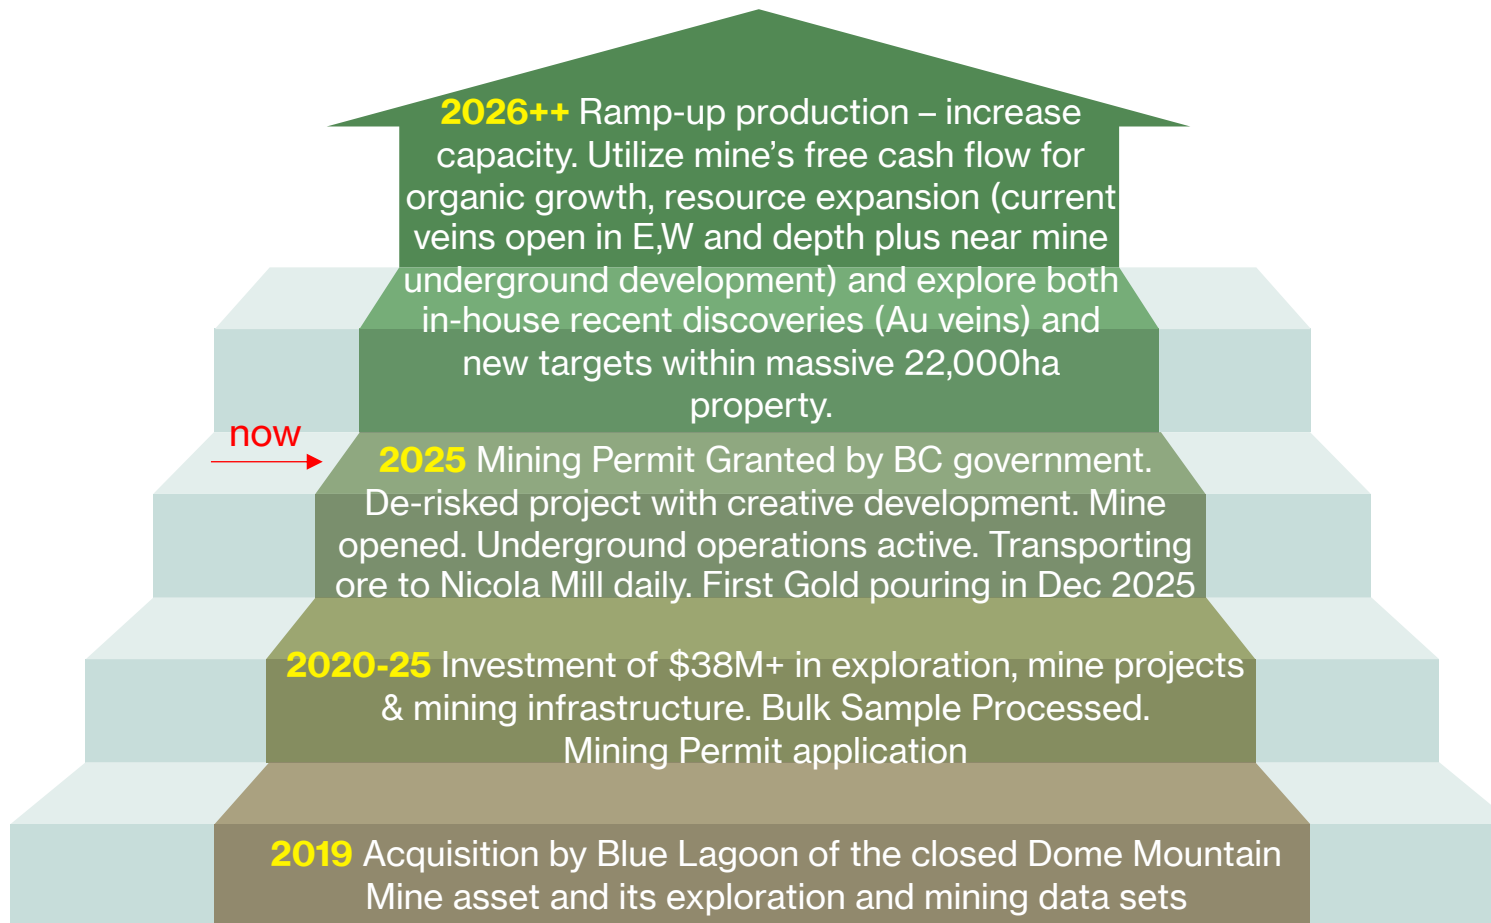 2026++ Ramp-up production – increase
capacity. Utilize mine's free cash flow for
organic growth, resource expansion (current
veins open in E,W and depth plus near mine
underground development) and explore both
in-house recent discoveries (Au veins) and
new targets within massive 22,000ha
property.
now
2025 Mining Permit Granted by BC government.
De-risked project with creative development. Mine
opened. Underground operations active. Transporting
ore to Nicola Mill daily. First Gold pouring in Dec 2025
2020-25 Investment of $38M+ in exploration, mine projects
& mining infrastructure. Bulk Sample Processed.
Mining Permit application
2019 Acquisition by Blue Lagoon of the closed Dome Mountain
Mine asset and its exploration and mining data sets